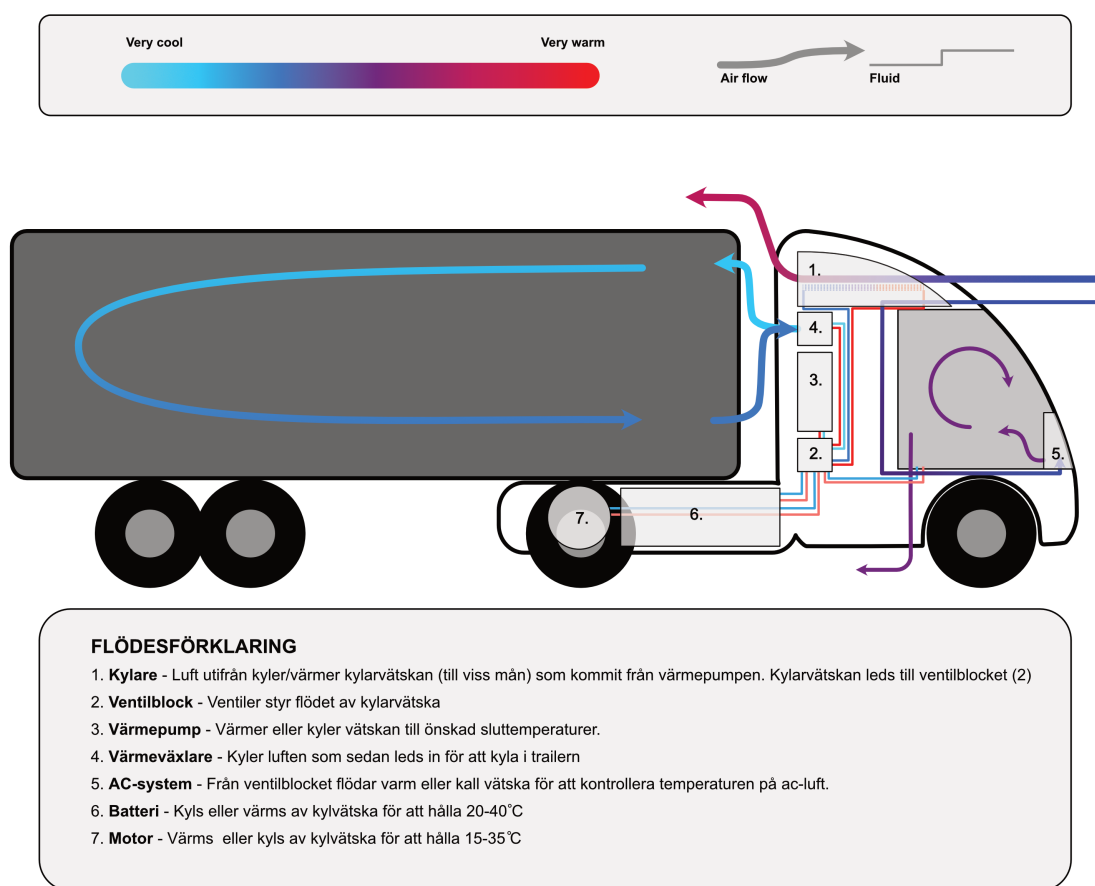 Very cool
Very warm
Air flow
Fluid
1.
4.
3.
2.
5.
6.
7.
FLÖDESFÖRKLARING
1. Kylare - Luft utifrån kyler/värmer kylarvätskan (till viss mån) som kommit från värmepumpen. Kylarvätskan leds till ventilblocket (2)
2. Ventilblock - Ventiler styr flödet av kylarvätska
3. Värmepump - Värmer eller kyler vätskan till önskad sluttemperaturer.
4. Värmeväxlare - Kyler luften som sedan leds in för att kyla i trailern
5. AC-system - Från ventilblocket flödar varm eller kall vätska för att kontrollera temperaturen på ac-luft.
6. Batteri - Kyls eller värms av kylvätska för att hålla 20-40°C
7. Motor - Värms  eller kyls av kylvätska för att hålla 15-35°C